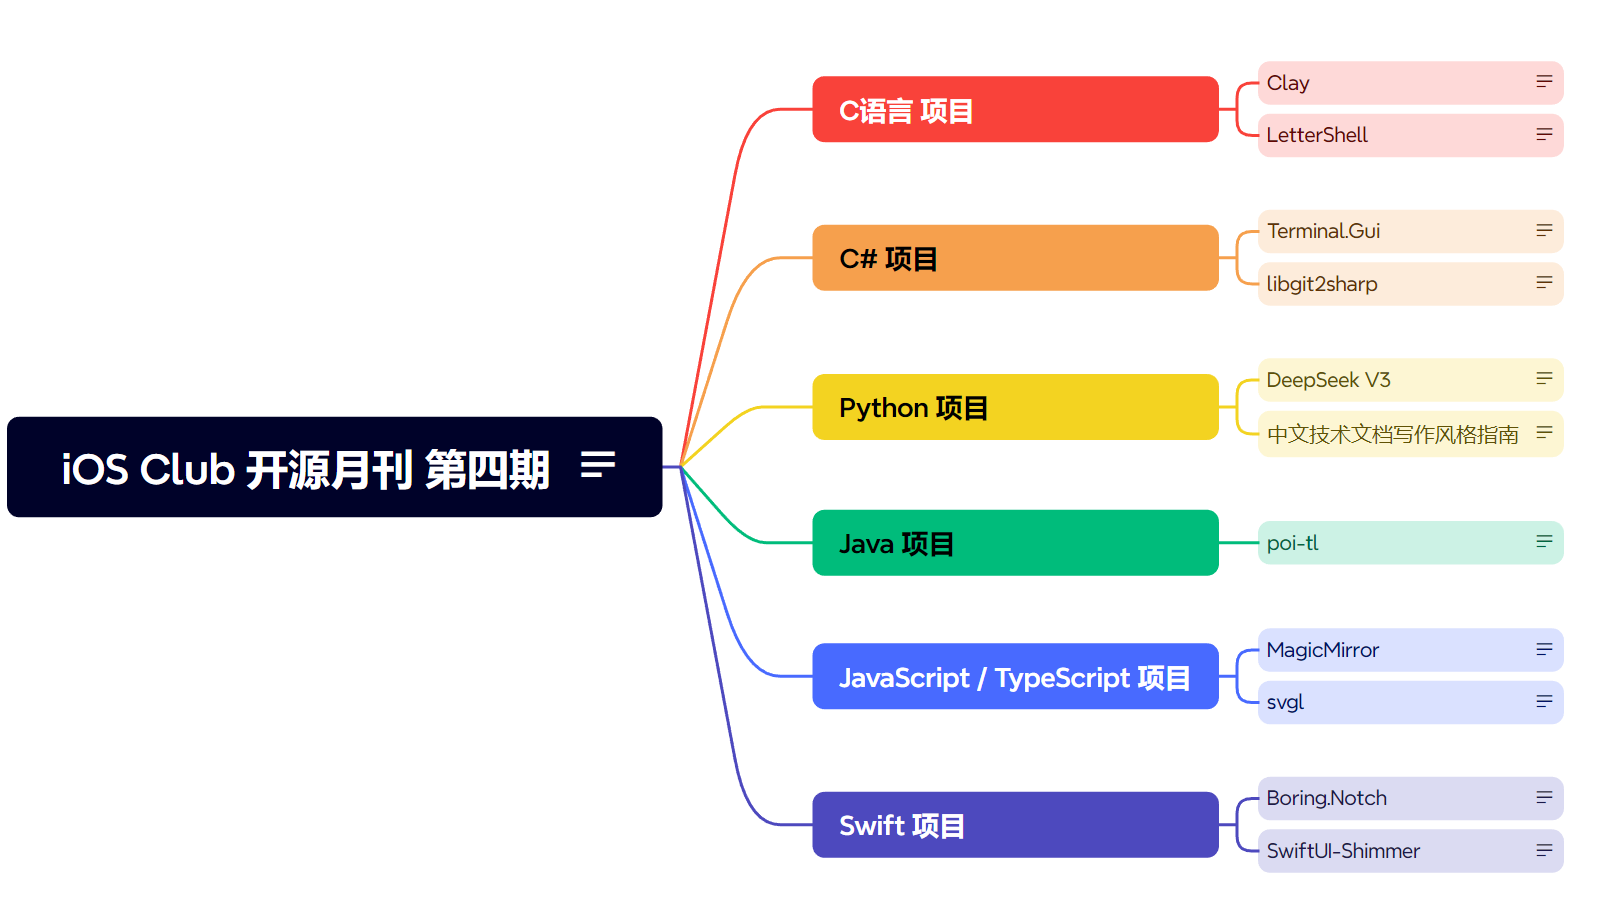 iOS Club 开源月刊 第四期
C语言 项目
Clay
LetterShell
C# 项目
Terminal.Gui
libgit2sharp
Python 项目
DeepSeek V3
中文技术文档写作风格指南
Java 项目
poi-tl
JavaScript / TypeScript 项目
MagicMirror
svgl
Swift 项目
Boring.Notch
SwiftUI-Shimmer